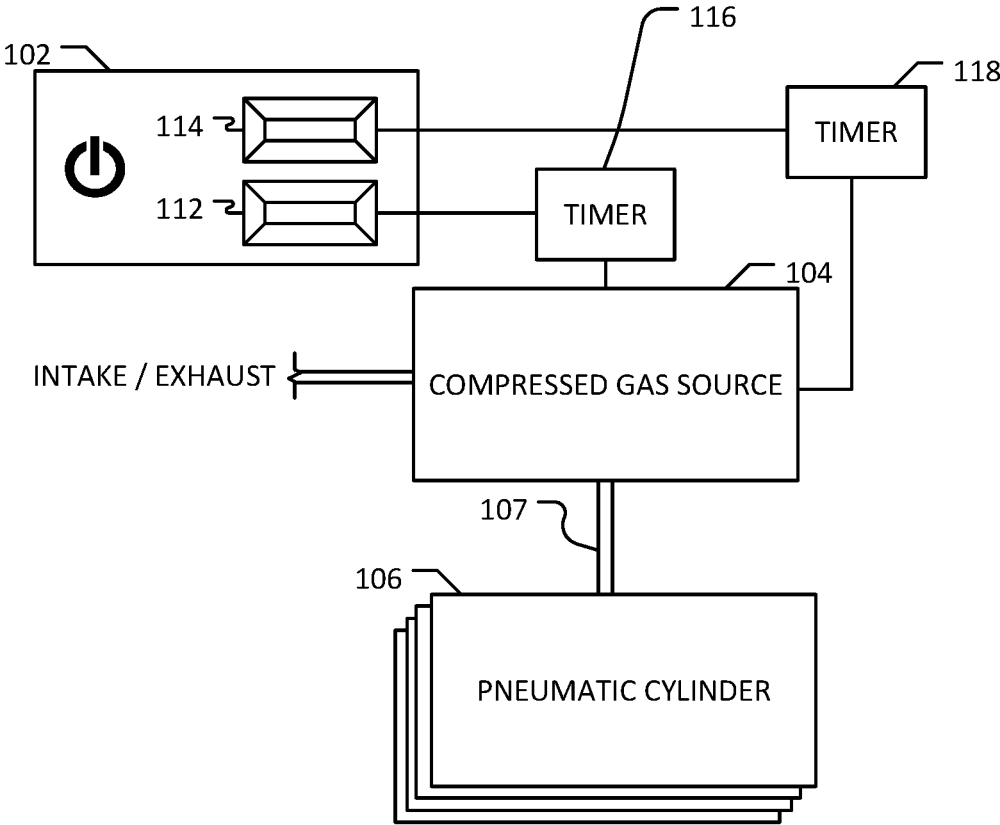 116
102
118
114
TIMER
112
TIMER
104
INTAKE / EXHAUST
COMPRESSED GAS SOURCE
107
106
PNEUMATIC CYLINDER